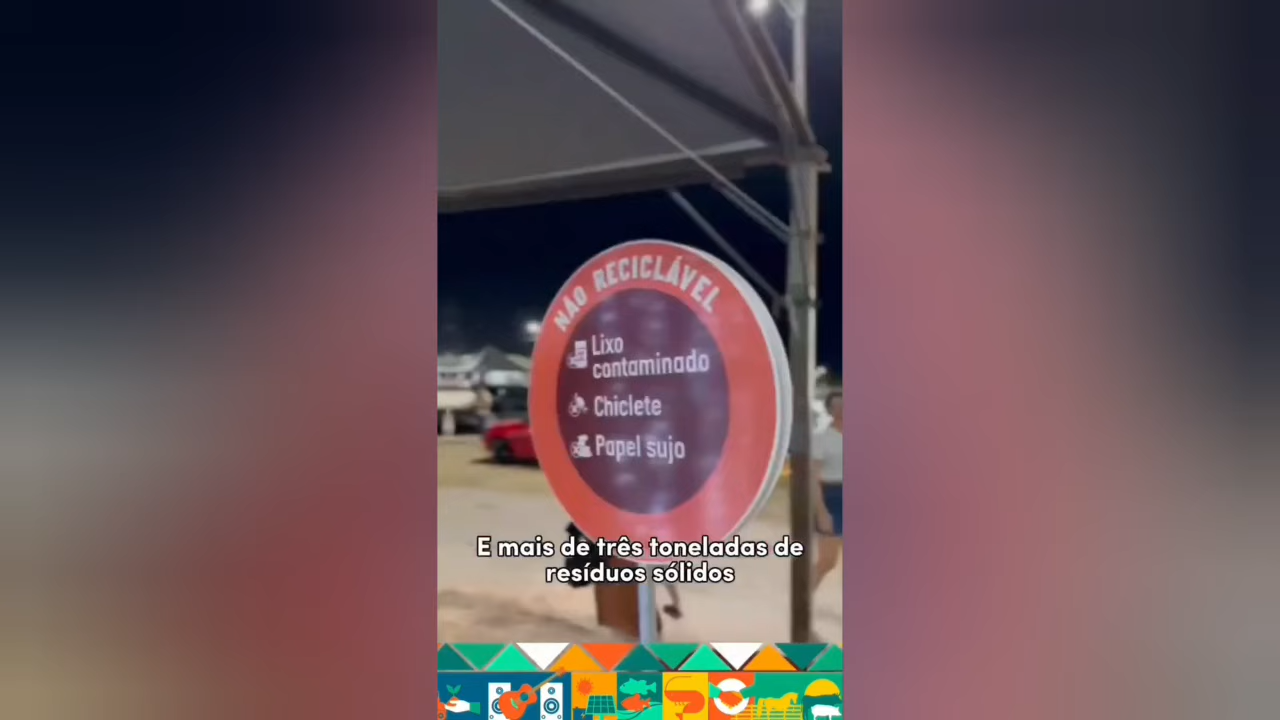 NÃO RECICLÁVEL
Lixo
contaminado
Chiclete
Papel sujo
E mais de três toneladas de
resíduos sólidos